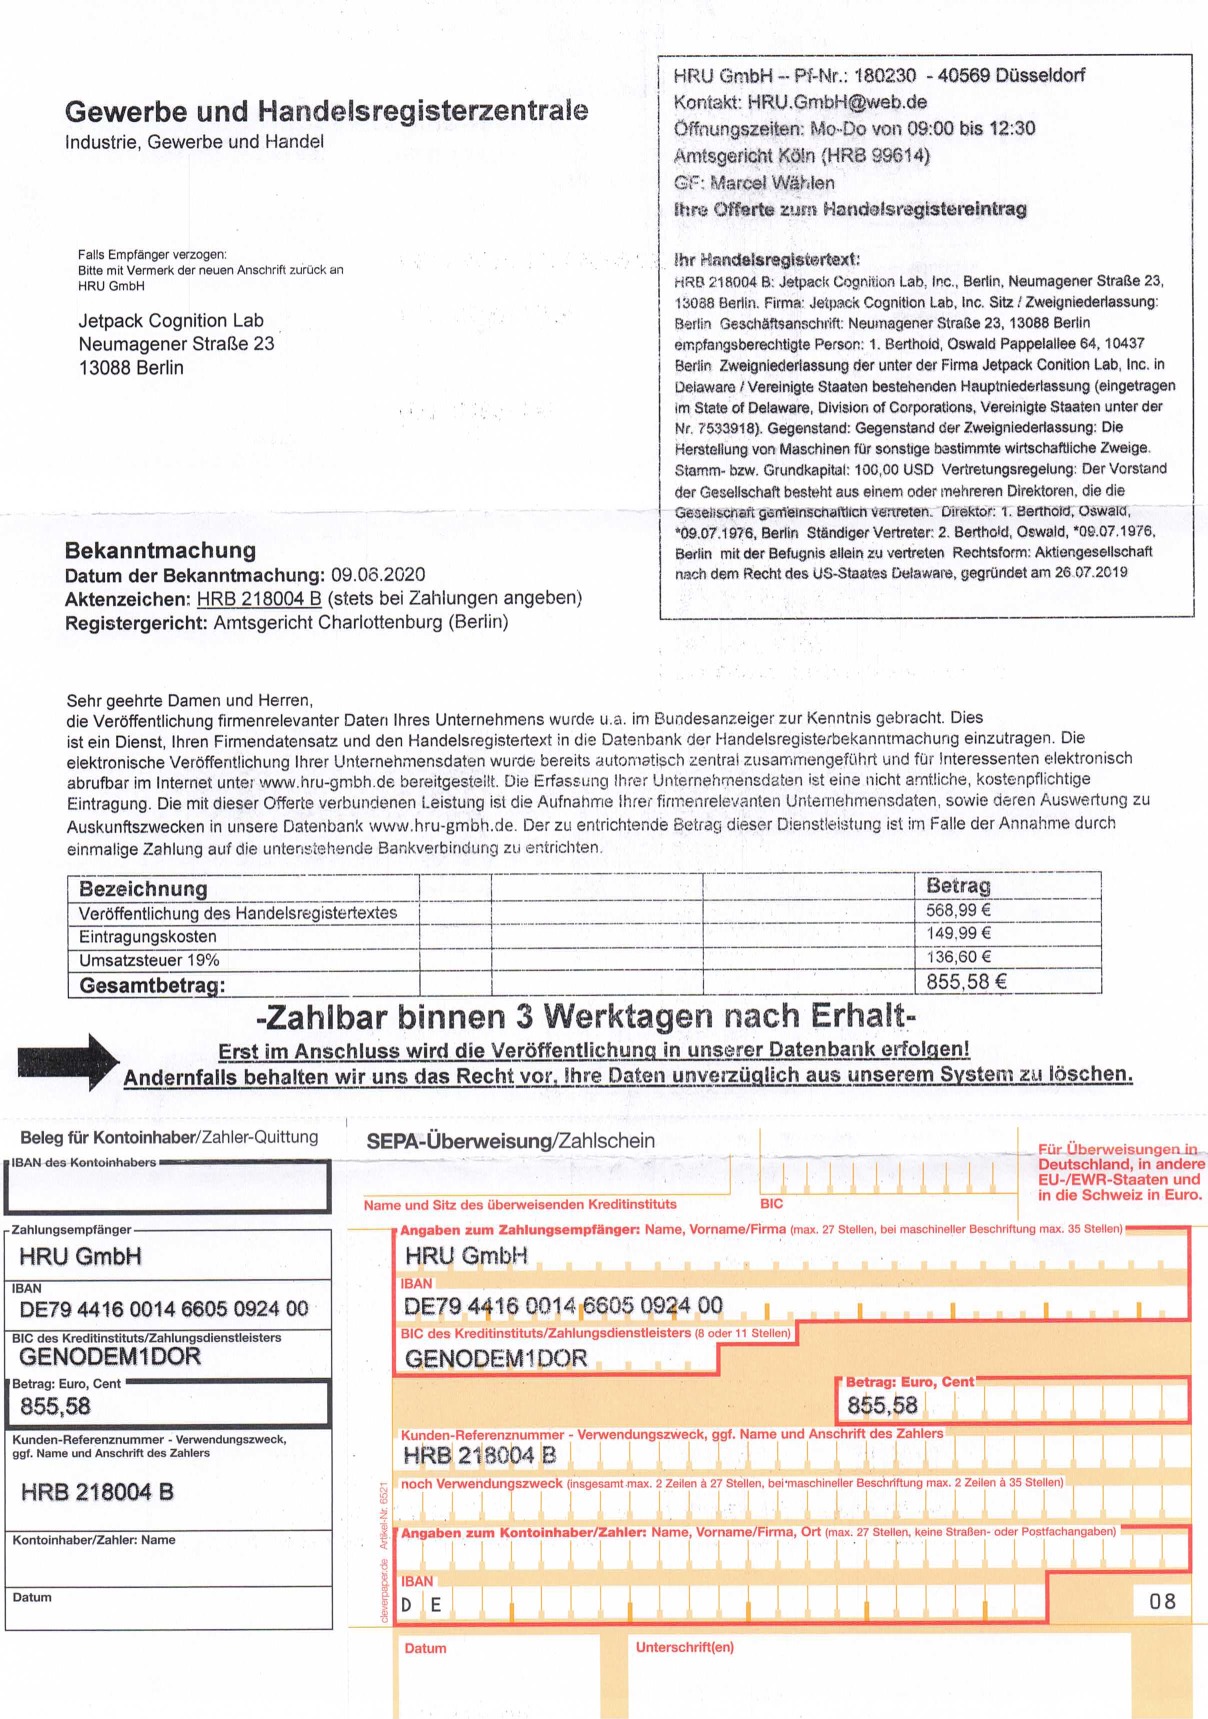 Gewerbe und Handelsregisterzentrale
Industrie, Gewerbe und Handel
HRU GmbH -- Pf-Nr.: 180230 - 40569 Düsseldorf
Kontakt: HRU.GmbH@web.de
Öffnungszeiten: Mo-Do von 09:00 bis 12:30
Amtsgericht Köln (HRB 99614)
GF: Marcel Wählen
Ihre Offerte zum Handelsregistereintrag
Ihr Handelsregistertext:
HRB 218004 B: Jetpack Cognition Lab, Inc., Berlin, Neumagener Straße 23,
13088 Berlin. Firma: Jetpack Cognition Lab, Inc. Sitz / Zweigniederlassung:
Berlin Geschäftsanschrift: Neumagener Straße 23, 13088 Berlin
empfangsberechtigte Person: 1. Berthold, Oswald Pappelallee 64, 10437
Berlin Zweigniederlassung der unter der Firma Jetpack Conition Lab, Inc. in
Delaware / Vereinigte Staaten bestehenden Hauptniederlassung (eingetragen
im State of Delaware, Division of Corporations, Vereinigte Staaten unter der
Nr. 7533918). Gegenstand: Gegenstand der Zweigniederlassung: Die
Herstellung von Maschinen für sonstige bestimmte wirtschaftliche Zweige.
Stamm- bzw. Grundkapital: 100,00 USD Vertretungsregelung: Der Vorstand
der Gesellschaft besteht aus einem oder mehreren Direktoren, die die
Gesellschaft gemeinschaftlich vertreten. Direktor: 1. Berthold, Oswald,
*09.07.1976, Berlin Ständiger Vertreter: 2. Berthold, Oswald, *09.07.1976,
Berlin mit der Befugnis allein zu vertreten Rechtsform: Aktiengesellschaft
nach dem Recht des US-Staates Delaware, gegründet am 26.07.2019
Falls Empfänger verzogen:
Bitte mit Vermerk der neuen Anschrift zurück an
HRU GmbH
Jetpack Cognition Lab
Neumagener Straße 23
13088 Berlin
Bekanntmachung
Datum der Bekanntmachung: 09.06.2020
Aktenzeichen: HRB 218004 B (stets bei Zahlungen angeben)
Registergericht: Amtsgericht Charlottenburg (Berlin)
Sehr geehrte Damen und Herren,
die Veröffentlichung firmenrelevanter Daten Ihres Unternehmens wurde u.a. im Bundesanzeiger zur Kenntnis gebracht. Dies
ist ein Dienst, Ihren Firmendatensatz und den Handelsregistertext in die Datenbank der Handelsregisterbekanntmachung einzutragen. Die
elektronische Veröffentlichung Ihrer Unternehmensdaten wurde bereits automatisch zentral zusammengeführt und für Interessenten elektronisch
abrufbar im Internet unter www.hru-gmbh.de bereitgestellt. Die Erfassung Ihrer Unternehmensdaten ist eine nicht amtliche, kostenpflichtige
Eintragung. Die mit dieser Offerte verbundenen Leistung ist die Aufnahme Ihrer firmenrelevanten Unternehmensdaten, sowie deren Auswertung zu
Auskunftszwecken in unsere Datenbank www.hru-gmbh.de. Der zu entrichtende Betrag dieser Dienstleistung ist im Falle der Annahme durch
einmalige Zahlung auf die untenstehende Bankverbindung zu entrichten.
Bezeichnung Betrag
Veröffentlichung des Handelsregistertextes 568,99 €
Eintragungskosten 149,99 €
Umsatzsteuer 19% 136,60 €
Gesamtbetrag: 855,58 €
-Zahlbar binnen 3 Werktagen nach Erhalt-
Erst im Anschluss wird die Veröffentlichung in unserer Datenbank erfolgen!
Andernfalls behalten wir uns das Recht vor, Ihre Daten unverzüglich aus unserem System zu löschen.
Beleg für Kontoinhaber/Zahler-Quittung
IBAN des Kontoinhabers
Zahlungsempfänger
HRU GmbH
IBAN
DE79 4416 0014 6605 0924 00
BIC des Kreditinstituts/Zahlungsdienstleisters
GENODEM1DOR
Betrag: Euro, Cent
855,58
Kunden-Referenznummer - Verwendungszweck,
ggf. Name und Anschrift des Zahlers
HRB 218004 B
Kontoinhaber/Zahler: Name
Datum
SEPA-Überweisung/Zahlschein
Für Überweisungen in
Deutschland, in andere
EU-/EWR-Staaten und
in die Schweiz in Euro.
Name und Sitz des überweisenden Kreditinstituts BIC
Angaben zum Zahlungsempfänger: Name, Vorname/Firma (max. 27 Stellen, bei maschineller Beschriftung max. 35 Stellen)
HRU GmbH
IBAN
DE79 4416 0014 6605 0924 00
BIC des Kreditinstituts/Zahlungsdienstleisters (8 oder 11 Stellen)
GENODEM1DOR
Betrag: Euro, Cent
855,58
Kunden-Referenznummer - Verwendungszweck, ggf. Name und Anschrift des Zahlers
HRB 218004 B
noch Verwendungszweck (insgesamt max. 2 Zeilen à 27 Stellen, bei maschineller Beschriftung max. 2 Zeilen à 35 Stellen)
Angaben zum Kontoinhaber/Zahler: Name, Vorname/Firma, Ort (max. 27 Stellen, keine Straßen- oder Postfachangaben)
IBAN
D E 08
Datum Unterschrift(en)
cleverpaper.de Artikel-Nr. 6521